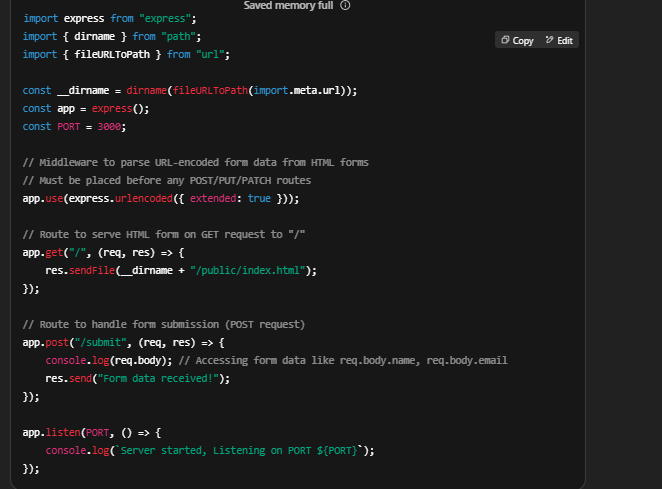 Saved memory full
import express from "express";
import { dirname } from "path";
Copy Edit
import { fileURLToPath } from "url";
const __dirname = dirname(fileURLToPath(import.meta.url));
const app = express();
const PORT = 3000;
// Middleware to parse URL-encoded form data from HTML forms
// Must be placed before any POST/PUT/PATCH routes
app.use(express.urlencoded({ extended: true }));
// Route to serve HTML form on GET request to "/"
app.get("/", (req, res) => {
    res.sendFile(__dirname + "/public/index.html");
});
// Route to handle form submission (POST request)
app.post("/submit", (req, res) => {
    console.log(req.body); // Accessing form data like req.body.name, req.body.email
    res.send("Form data received!");
});
app.listen(PORT, () => {
    console.log(`Server started, Listening on PORT ${PORT}`);
});